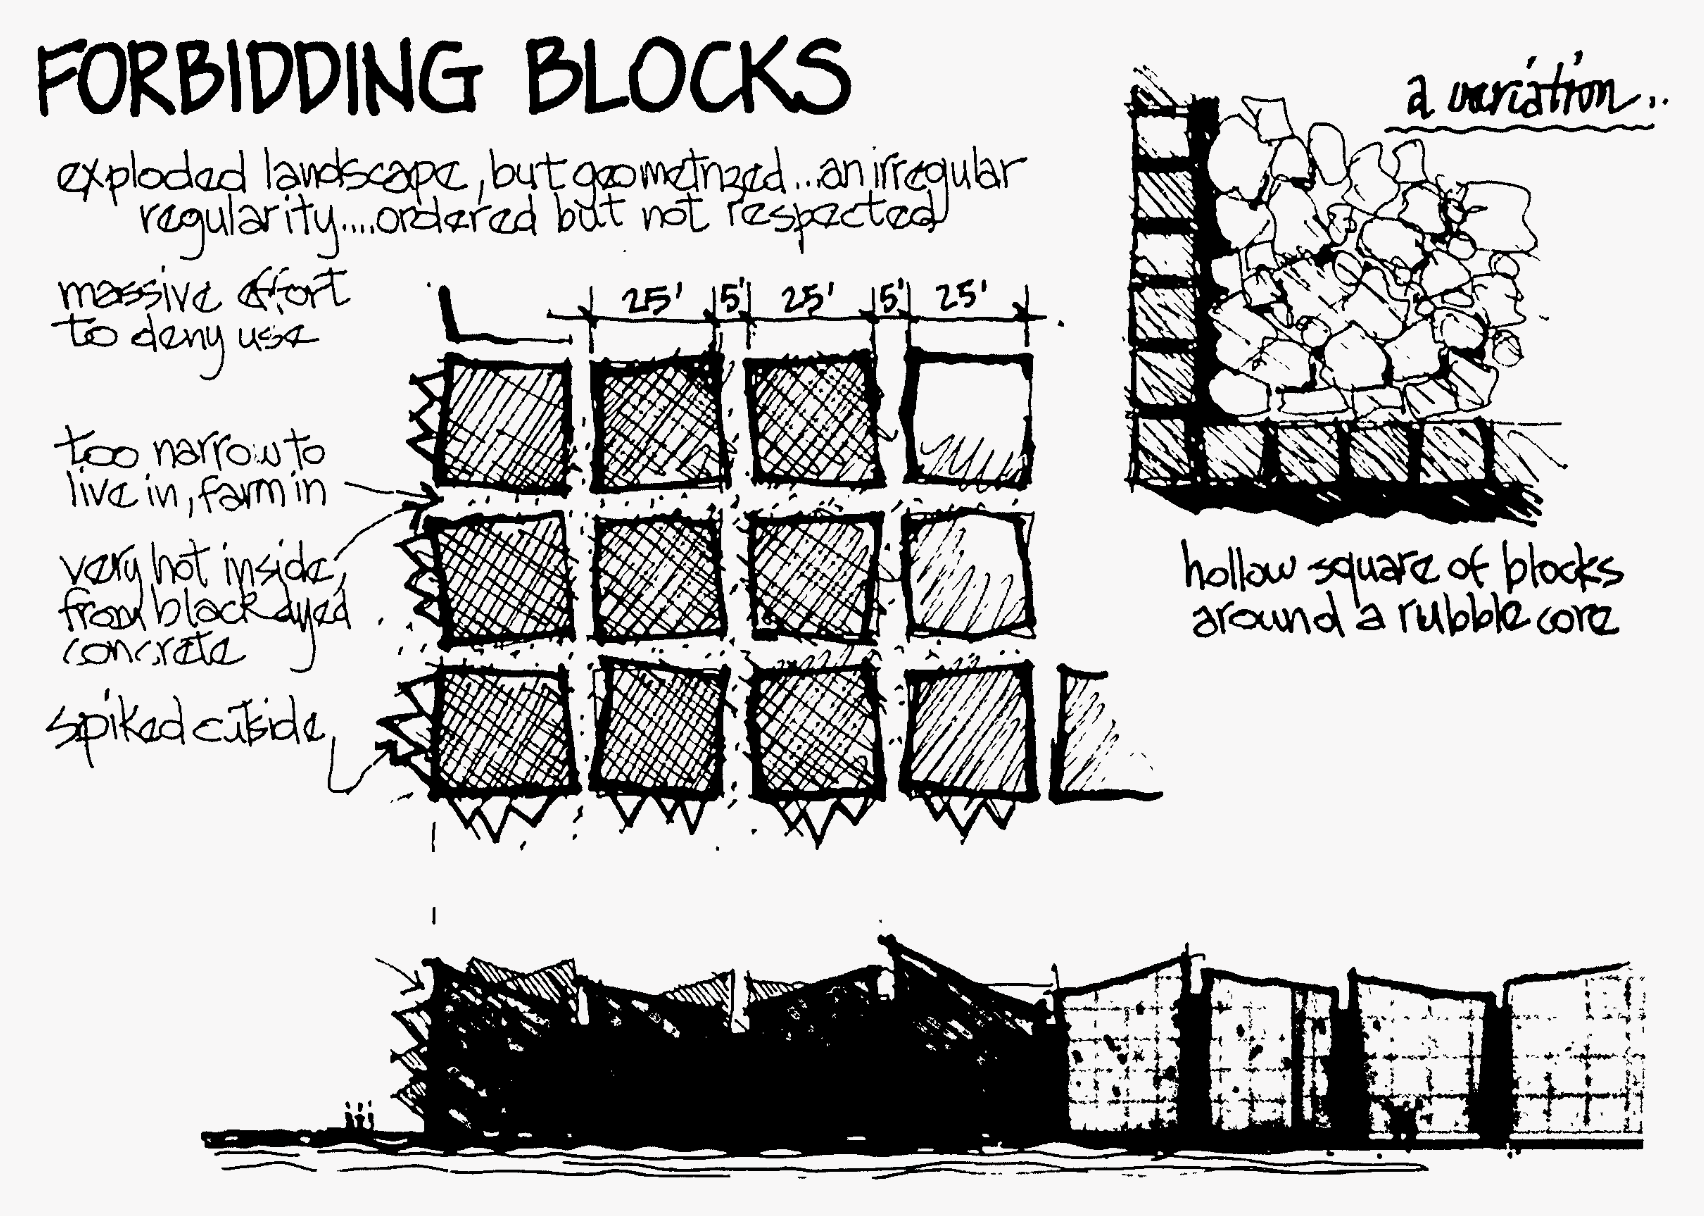 FORBIDDING BLOCKS
exploded landscape, but geometrized...an irregular
regularity....ordered but not respected
massive effort
to deny use
too narrow to
live in, farm in
very hot inside,
from black dyed
concrete
spiked outside
25' 5' 25' 5' 25'
a variation..
hollow square of blocks
around a rubble core